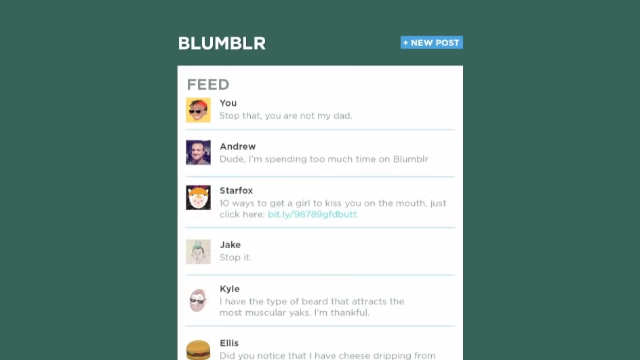 BLUMBLR
+ NEW POST
FEED
You
Stop that, you are not my dad.
Andrew
Dude, I'm spending too much time on Blumblr
Starfox
10 ways to get a girl to kiss you on the mouth, just
click here: bit.ly/98789gfdbutt
Jake
Stop it.
Kyle
I have the type of beard that attracts the
most muscular yaks. I'm thankful.
Ellis
Did you notice that I have cheese dripping from